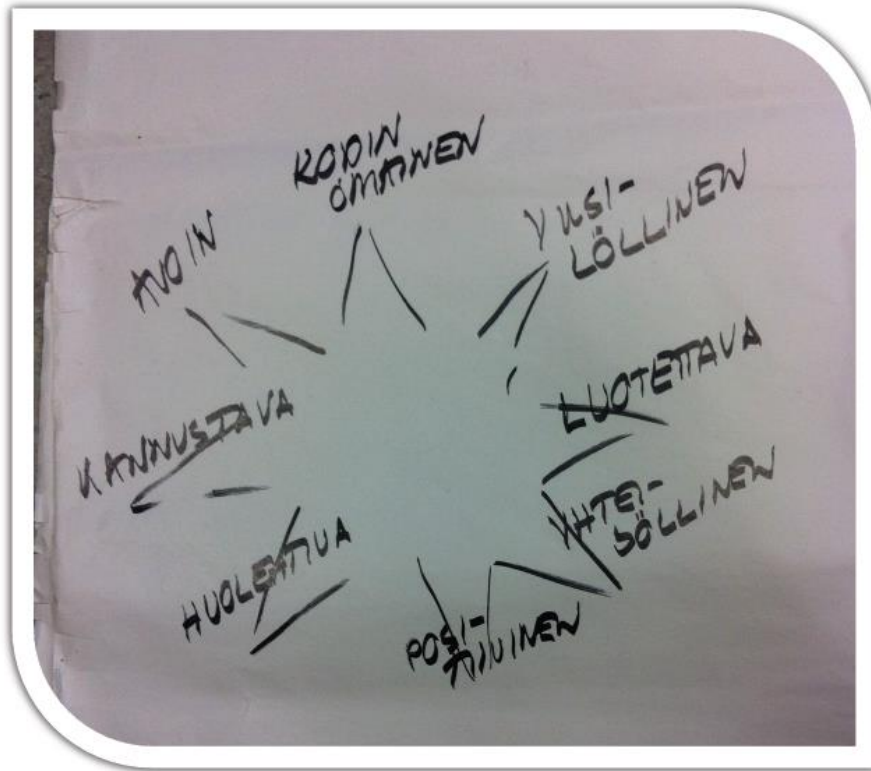 KODIN
OMAINEN
YKSI-
LÖLLINEN
LUOTETTAVA
YHTEI-
SÖLLINEN
POSI-
TIIVINEN
HUOLEHTIVA
KANNUSTAVA
AVOIN